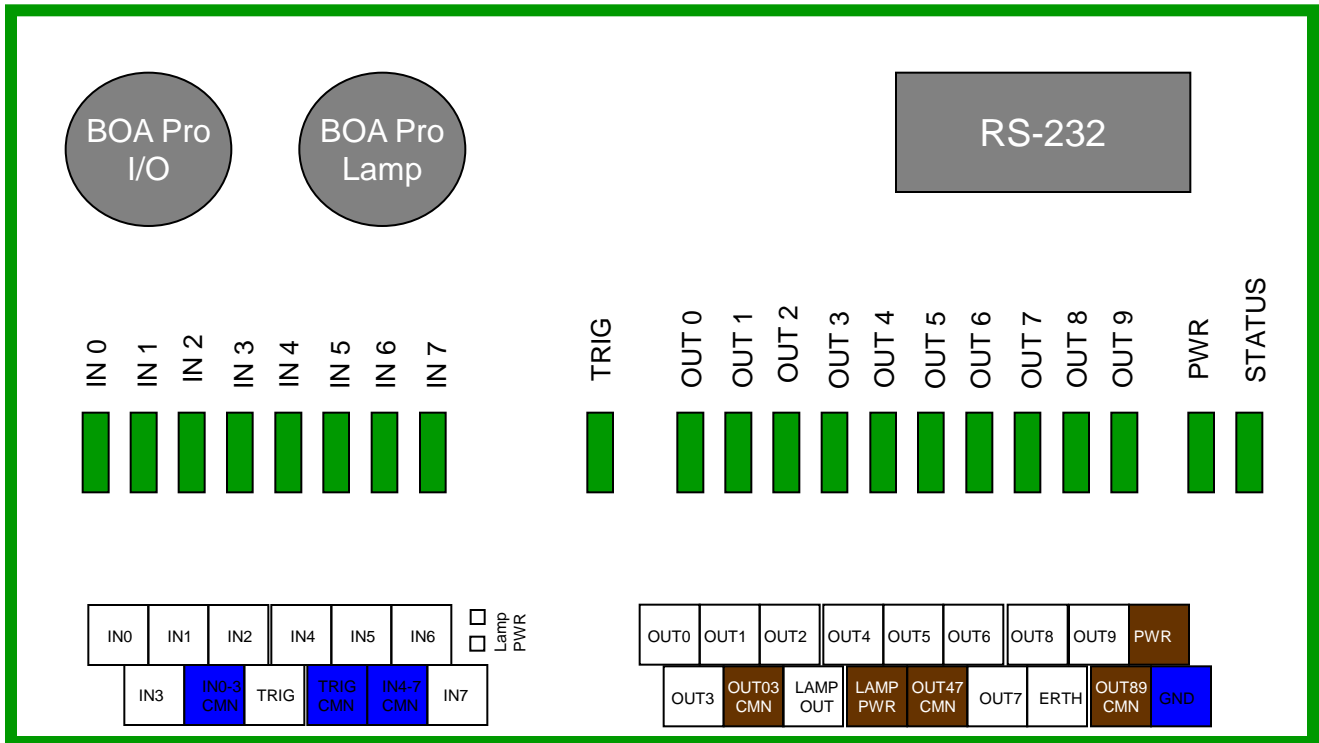 BOA Pro
I/O
BOA Pro
Lamp
RS-232
IN 0
IN 1
IN 2
IN 3
IN 4
IN 5
IN 6
IN 7
TRIG
OUT 0
OUT 1
OUT 2
OUT 3
OUT 4
OUT 5
OUT 6
OUT 7
OUT 8
OUT 9
PWR
STATUS
IN0
IN1
IN2
IN4
IN5
IN6
Lamp
PWR
IN3
IN0-3
CMN
TRIG
TRIG
CMN
IN4-7
CMN
IN7
OUT0
OUT1
OUT2
OUT4
OUT5
OUT6
OUT8
OUT9
PWR
OUT3
OUT03
CMN
LAMP
OUT
LAMP
PWR
OUT47
CMN
OUT7
ERTH
OUT89
CMN
GND